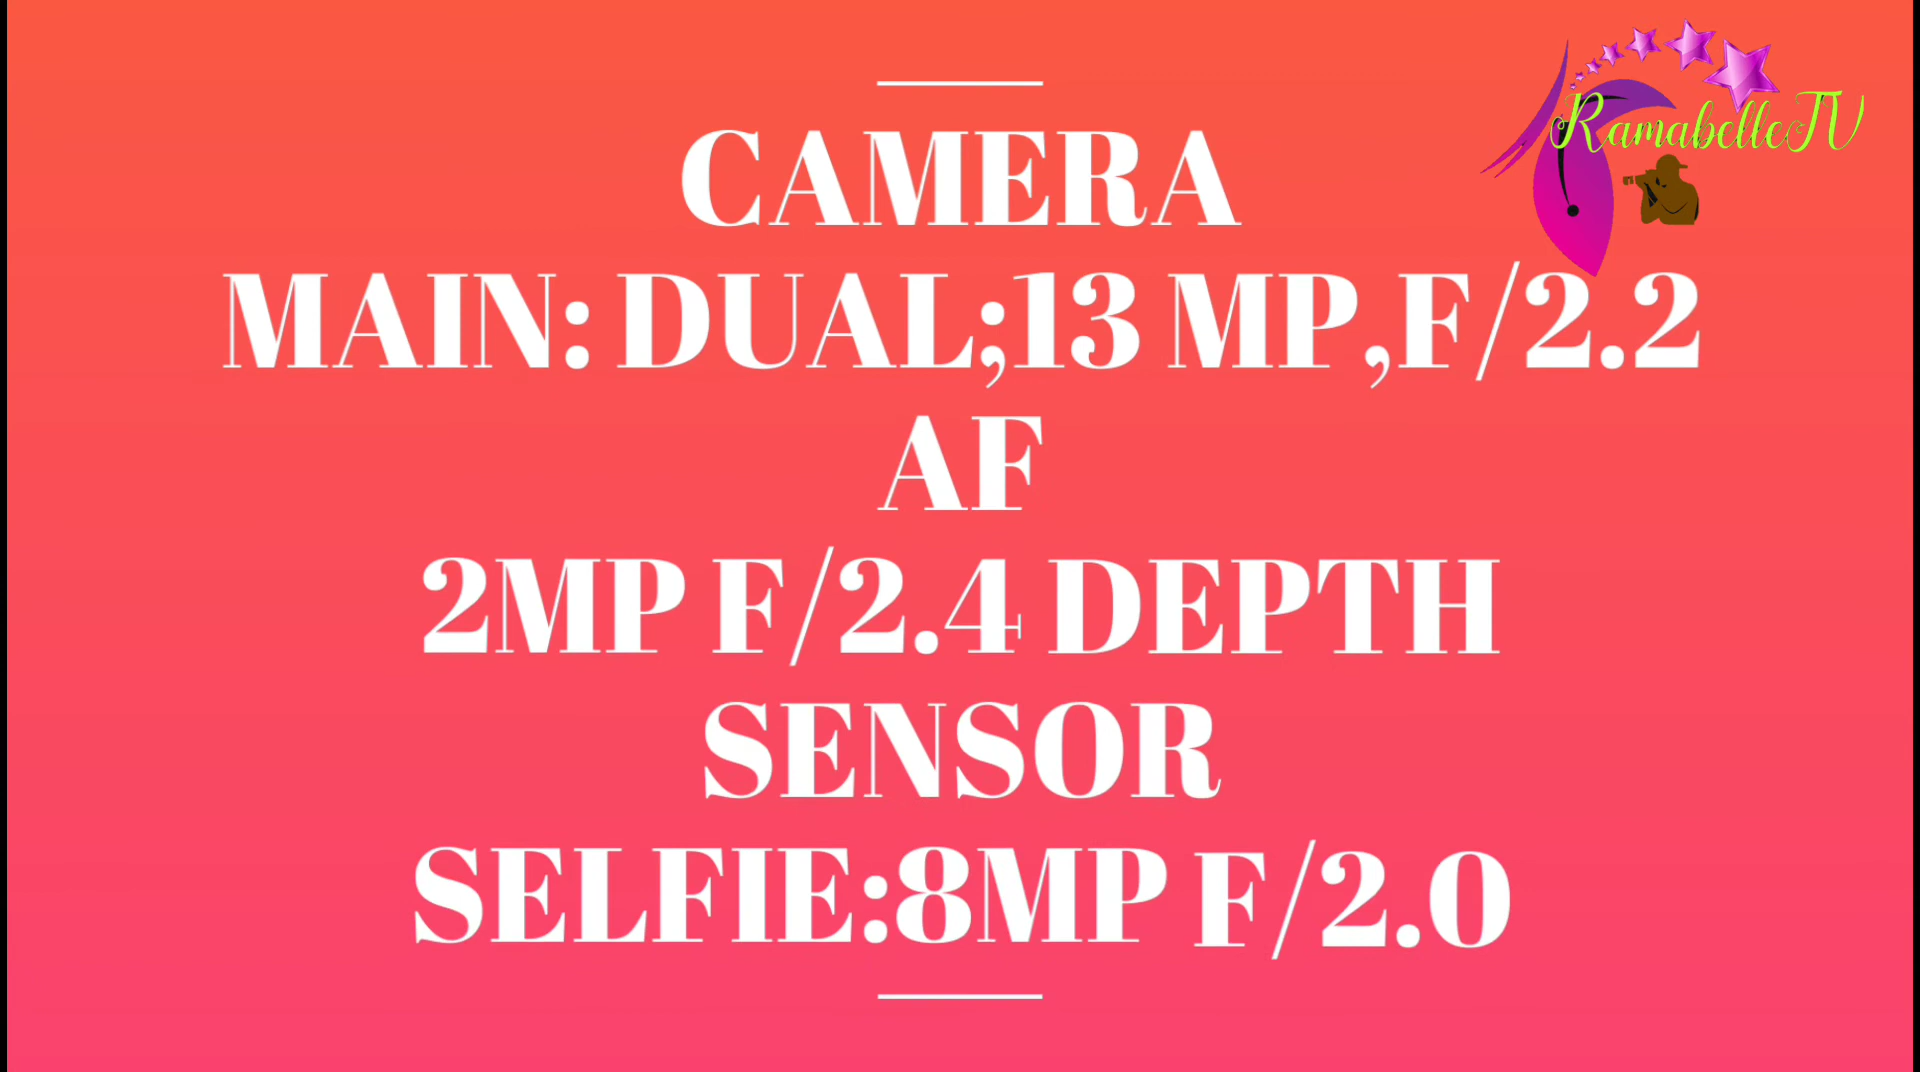 RamabelleTV
CAMERA
MAIN: DUAL;13 MP,F/2.2
AF
2MP F/2.4 DEPTH
SENSOR
SELFIE:8MP F/2.0